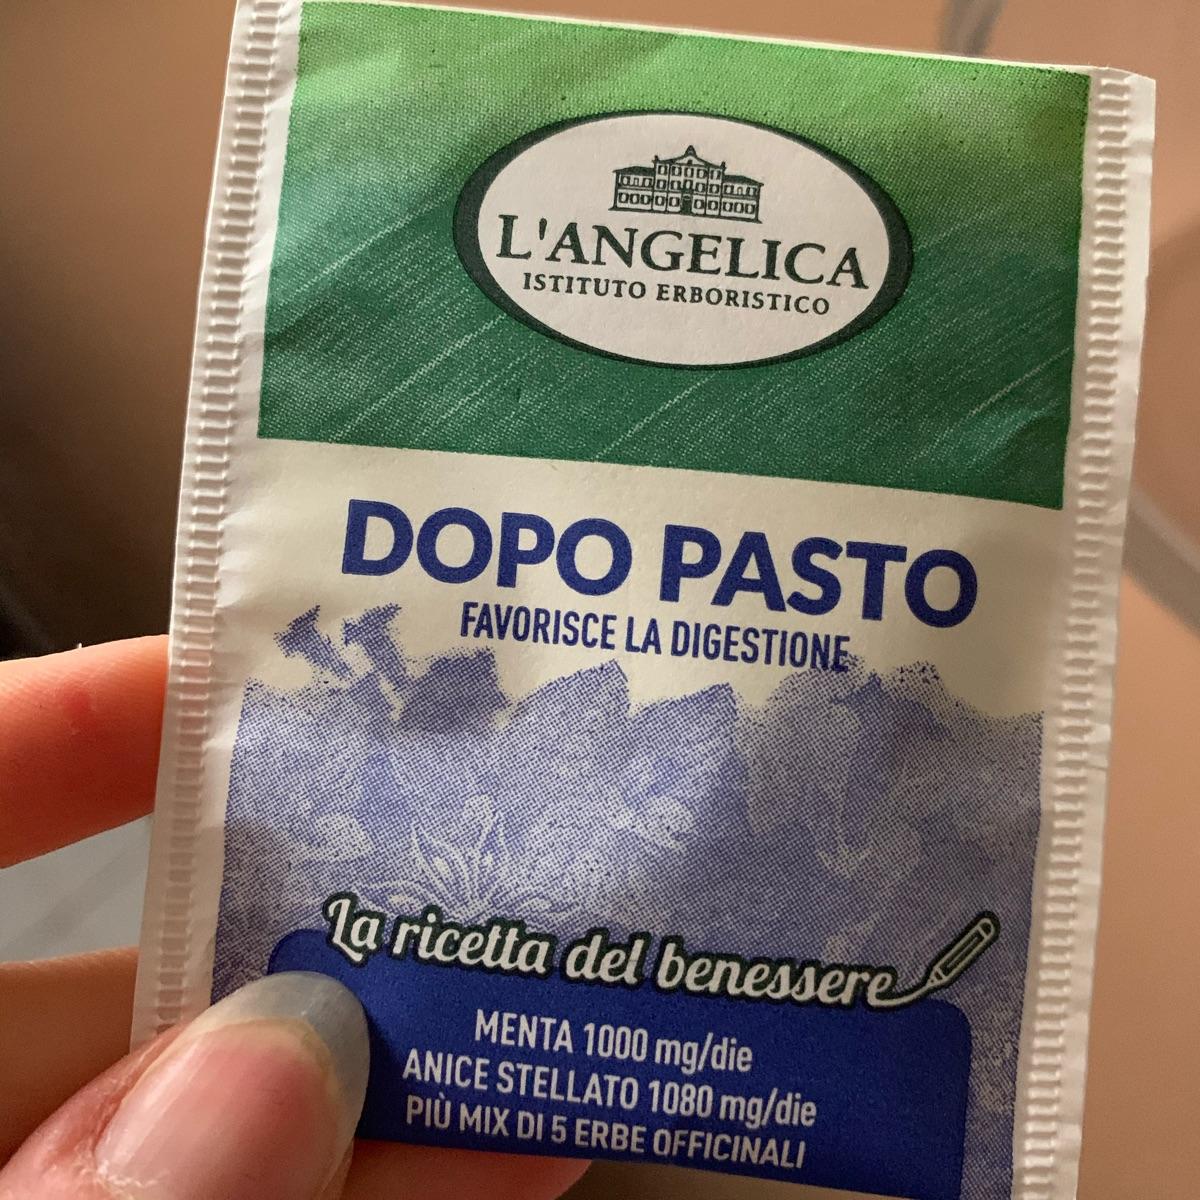 L'ANGELICA
ISTITUTO ERBORISTICO
DOPO PASTO
FAVORISCE LA DIGESTIONE
La ricetta del benessere
MENTA 1000 mg/die
ANICE STELLATO 1080 mg/die
PIÙ MIX DI 5 ERBE OFFICINALI